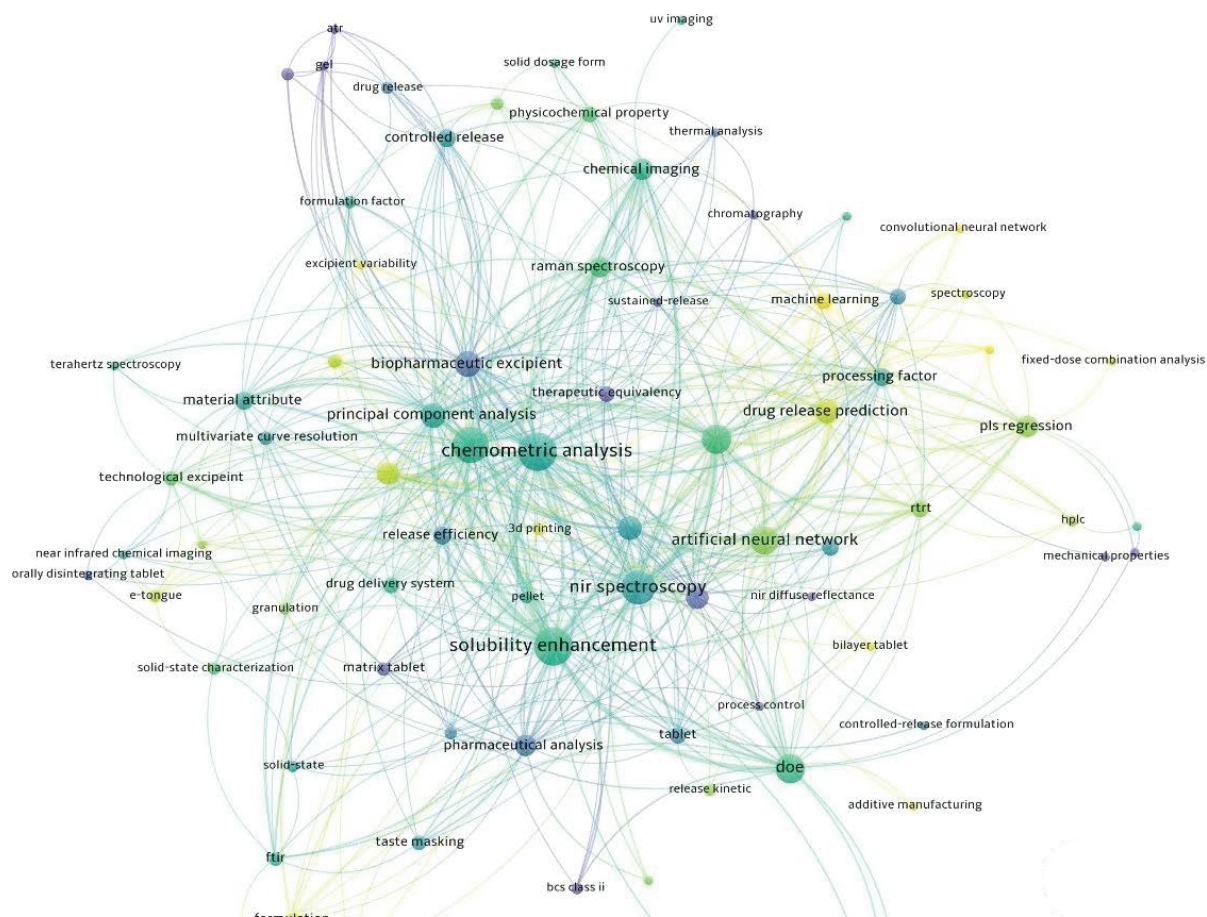 uv imaging
atr
gel
solid dosage form
drug release
physicochemical property
thermal analysis
controlled release
chemical imaging
formulation factor
chromatography
convolutional neural network
excipient variability
raman spectroscopy
sustained-release
machine learning
spectroscopy
terahertz spectroscopy
biopharmaceutic excipient
processing factor
fixed-dose combination analysis
therapeutic equivalency
material attribute
principal component analysis
drug release prediction
pls regression
multivariate curve resolution
chemometric analysis
technological excipeint
rtrt
hplc
release efficiency
3d printing
artificial neural network
near infrared chemical imaging
mechanical properties
orally disintegrating tablet
drug delivery system
nir spectroscopy
e-tongue
pellet
nir diffuse reflectance
granulation
solubility enhancement
bilayer tablet
solid-state characterization
matrix tablet
process control
controlled-release formulation
pharmaceutical analysis
tablet
solid-state
doe
release kinetic
additive manufacturing
taste masking
ftir
bcs class ii
formulation